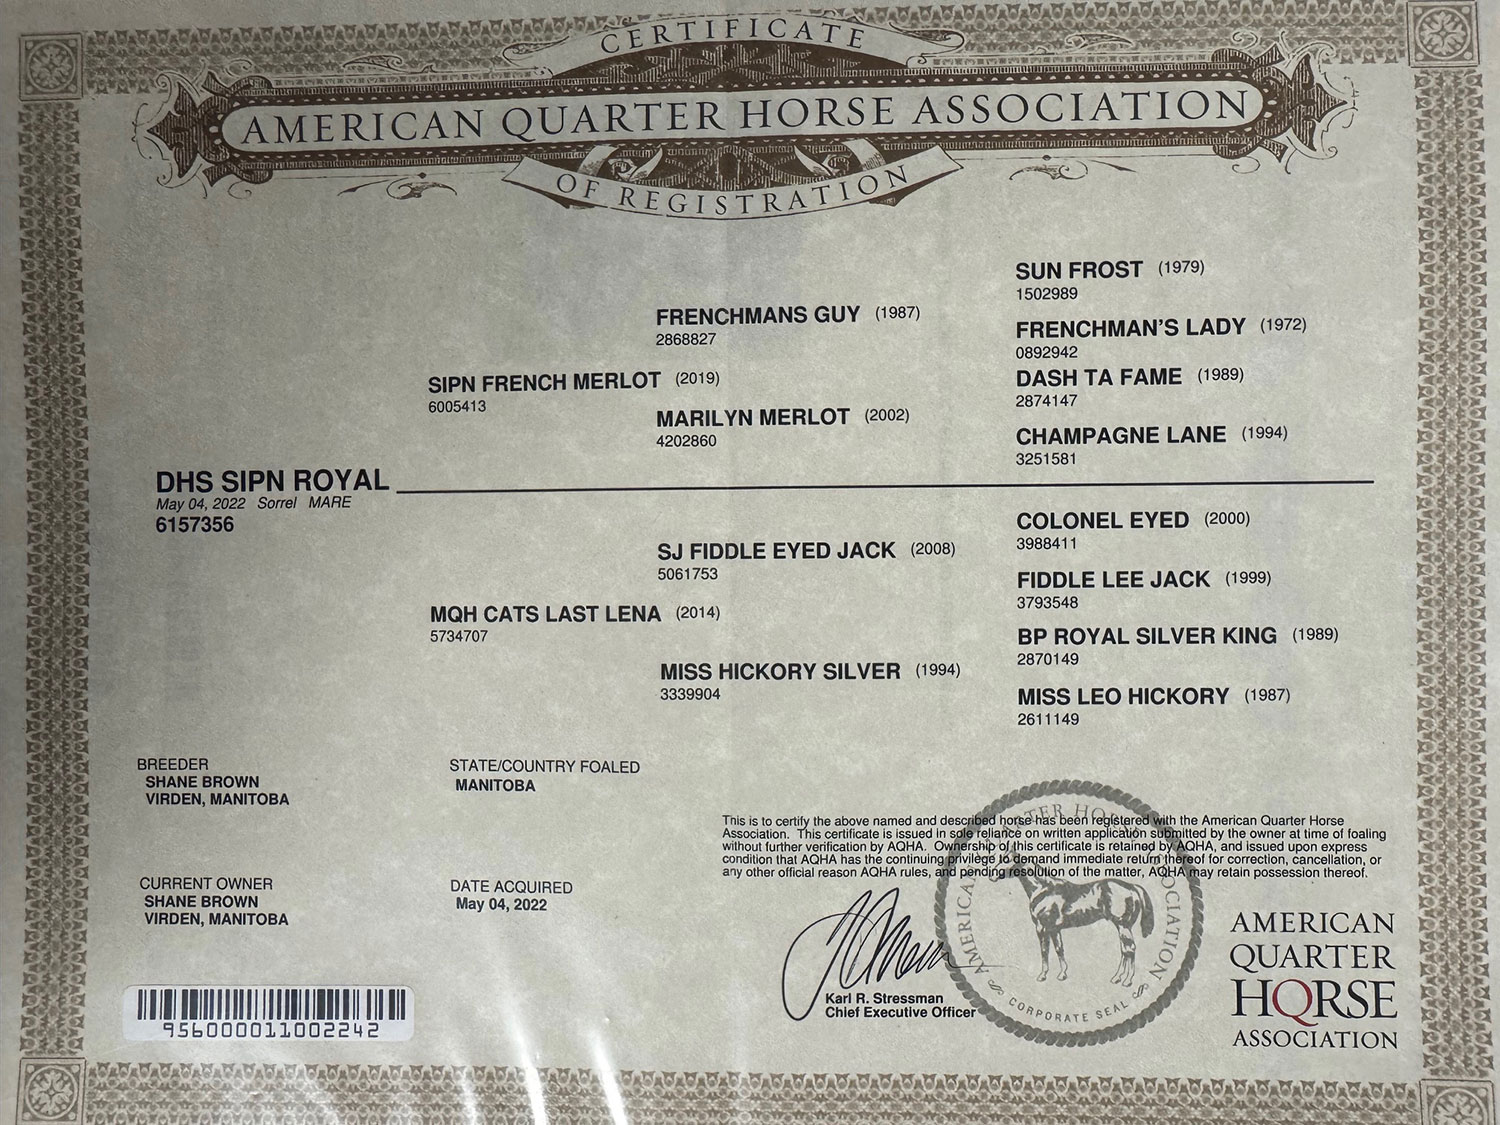 CERTIFICATE
AMERICAN QUARTER HORSE ASSOCIATION
OF REGISTRATION
SUN FROST (1979)
1502989
FRENCHMANS GUY (1987)
2868827
FRENCHMAN'S LADY (1972)
0892942
SIPN FRENCH MERLOT (2019)
6005413
DASH TA FAME (1989)
2874147
MARILYN MERLOT (2002)
4202860
CHAMPAGNE LANE (1994)
3251581
DHS SIPN ROYAL
May 04, 2022 Sorrel MARE
6157356
COLONEL EYED (2000)
3988411
SJ FIDDLE EYED JACK (2008)
5061753
FIDDLE LEE JACK (1999)
3793548
MQH CATS LAST LENA (2014)
5734707
BP ROYAL SILVER KING (1989)
2870149
MISS HICKORY SILVER (1994)
3339904
MISS LEO HICKORY (1987)
2611149
BREEDER
SHANE BROWN
VIRDEN, MANITOBA
STATE/COUNTRY FOALED
MANITOBA
CURRENT OWNER
SHANE BROWN
VIRDEN, MANITOBA
DATE ACQUIRED
May 04, 2022
This is to certify the above named and described horse has been registered with the American Quarter Horse
Association. This certificate is issued in sole reliance on written application submitted by the owner at time of foaling
without further verification by AQHA. Ownership of this certificate is retained by AQHA, and issued upon express
condition that AQHA has the continuing privilege to demand immediate return thereof for correction, cancellation, or
any other official reason AQHA rules, and pending resolution of the matter, AQHA may retain possession thereof.
Karl R. Stressman
Chief Executive Officer
AMERICAN QUARTER HORSE ASSOCIATION
CORPORATE SEAL
AMERICAN
QUARTER
HORSE
ASSOCIATION
956000011002242